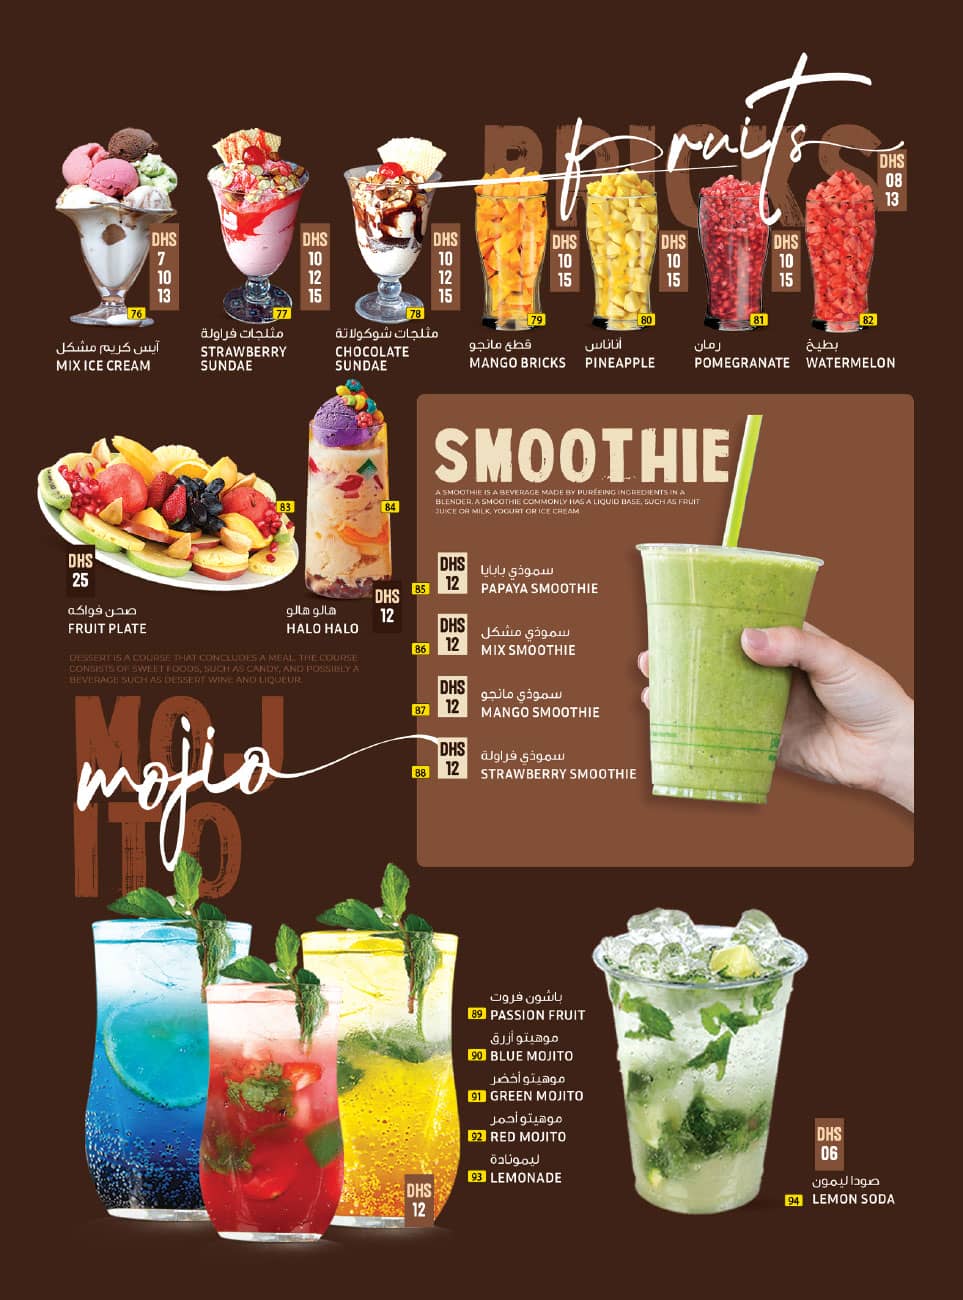 BRICKS
fruits
DHS
7
10
13
76
آيس كريم مشكل
MIX ICE CREAM
DHS
10
12
15
77
مثلجات فراولة
STRAWBERRY
SUNDAE
DHS
10
12
15
78
مثلجات شوكولاتة
CHOCOLATE
SUNDAE
DHS
10
15
79
قطع مانجو
MANGO BRICKS
DHS
10
15
80
أناناس
PINEAPPLE
DHS
10
15
81
رمان
POMEGRANATE
DHS
08
13
82
بطيخ
WATERMELON
83
DHS
25
صحن فواكه
FRUIT PLATE
84
DHS
12
هالو هالو
HALO HALO
DESSERT IS A COURSE THAT CONCLUDES A MEAL. THE COURSE
CONSISTS OF SWEET FOODS, SUCH AS CANDY, AND POSSIBLY A
BEVERAGE SUCH AS DESSERT WINE AND LIQUEUR.
SMOOTHIE
A SMOOTHIE IS A BEVERAGE MADE BY PURÉEING INGREDIENTS IN A
BLENDER. A SMOOTHIE COMMONLY HAS A LIQUID BASE, SUCH AS FRUIT
JUICE OR MILK, YOGURT OR ICE CREAM
85
DHS
12
سموذي بابايا
PAPAYA SMOOTHIE
86
DHS
12
سموذي مشكل
MIX SMOOTHIE
87
DHS
12
سموذي مانجو
MANGO SMOOTHIE
88
DHS
12
سموذي فراولة
STRAWBERRY SMOOTHIE
MOJ
ITO
mojio
باشون فروت
89 PASSION FRUIT
موهيتو أزرق
90 BLUE MOJITO
موهيتو أخضر
91 GREEN MOJITO
موهيتو أحمر
92 RED MOJITO
ليمونادة
93 LEMONADE
DHS
12
DHS
06
صودا ليمون
94 LEMON SODA